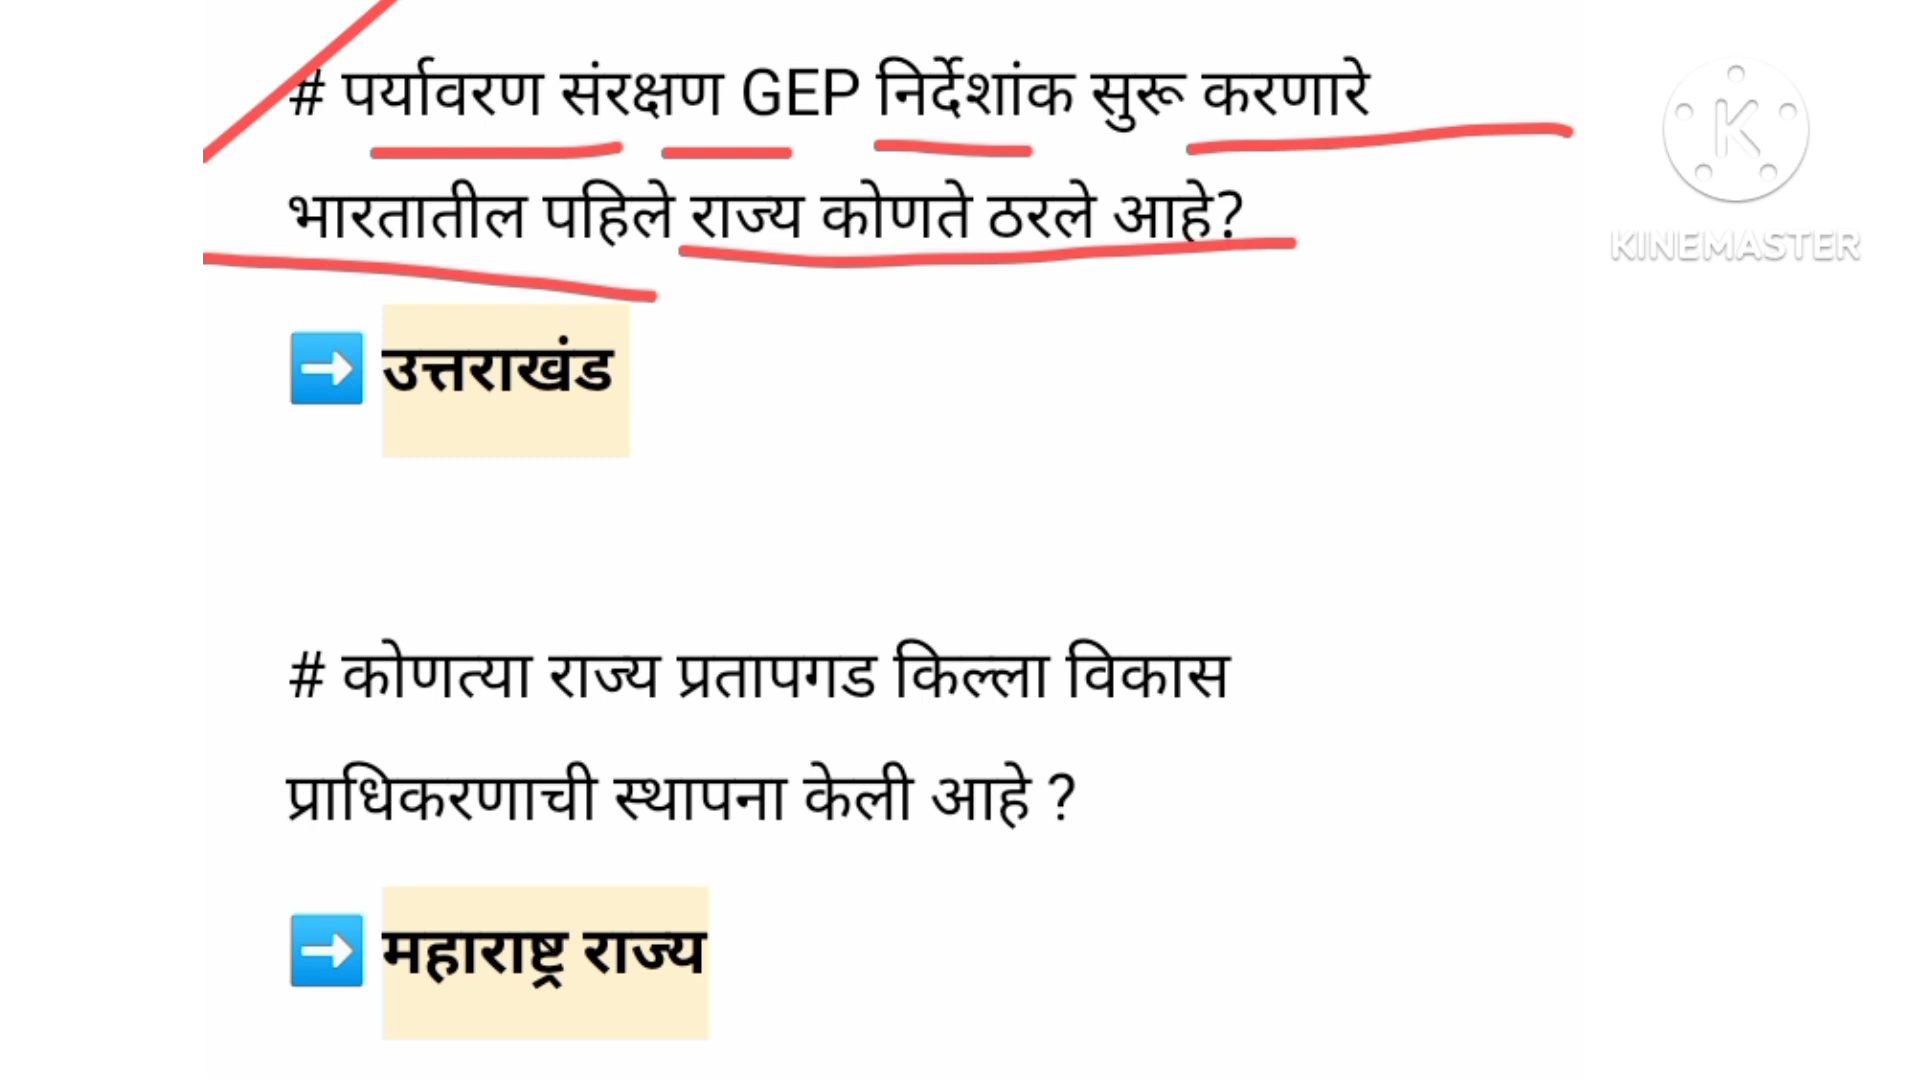 # पर्यावरण संरक्षण GEP निर्देशांक सुरू करणारे
भारतातील पहिले राज्य कोणते ठरले आहे?
➡ उत्तराखंड
# कोणत्या राज्य प्रतापगड किल्ला विकास
प्राधिकरणाची स्थापना केली आहे ?
➡ महाराष्ट्र राज्य
K
KINEMASTER